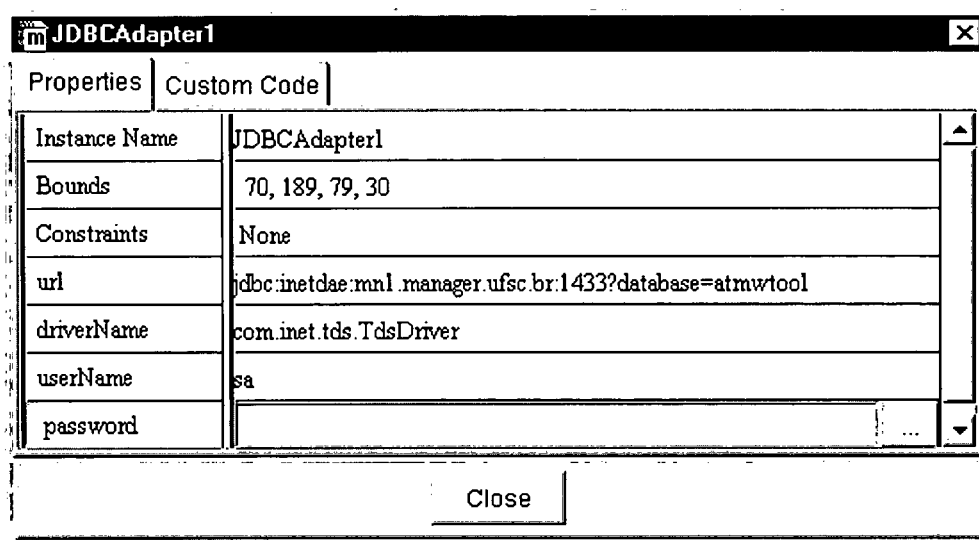 JDBCAdapter1
Properties Custom Code
Instance Name JDBCAdapter1
Bounds 70, 189, 79, 30
Constraints None
url jdbc:inetdae:mn1.manager.ufsc.br:1433?database=atmwtool
driverName com.inet.tds.TdsDriver
userName sa
password ...
Close